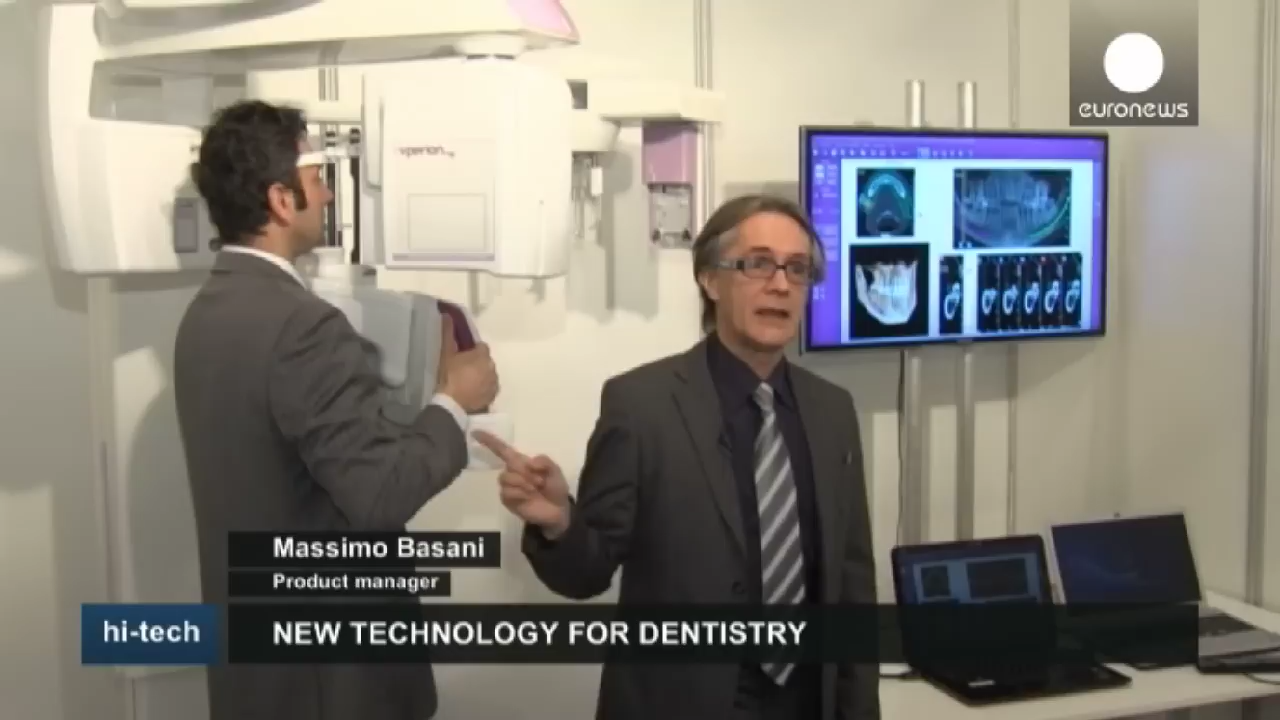 euronews
Massimo Basani
Product manager
hi-tech
NEW TECHNOLOGY FOR DENTISTRY